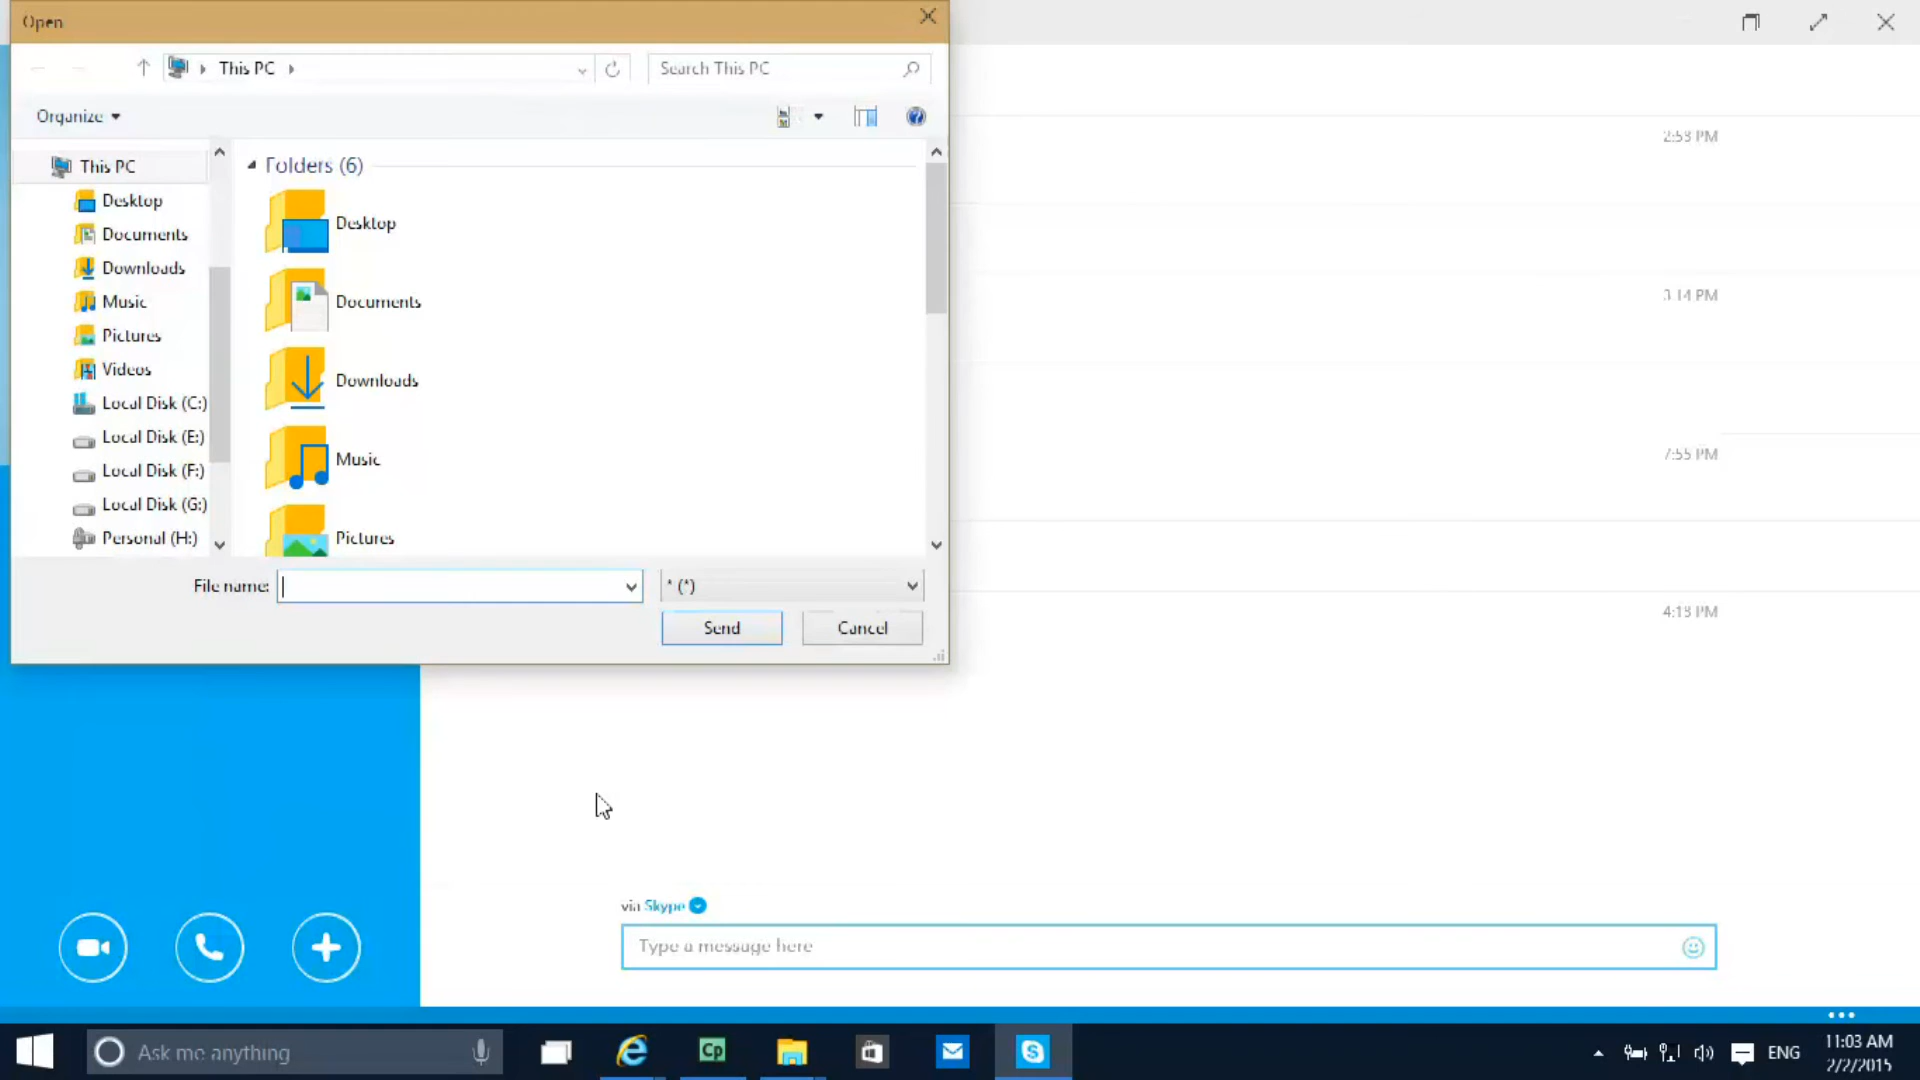 Open
This PC
Search This PC
Organize
This PC
Desktop
Documents
Downloads
Music
Pictures
Videos
Local Disk (C:)
Local Disk (E:)
Local Disk (F:)
Local Disk (G:)
Personal (H:)
Folders (6)
Desktop
Documents
Downloads
Music
Pictures
File name:
* (*)
Send
Cancel
2:53 PM
3:14 PM
7:55 PM
4:13 PM
via Skype
Type a message here
Ask me anything
Cp
ENG
11:03 AM
2/2/2015